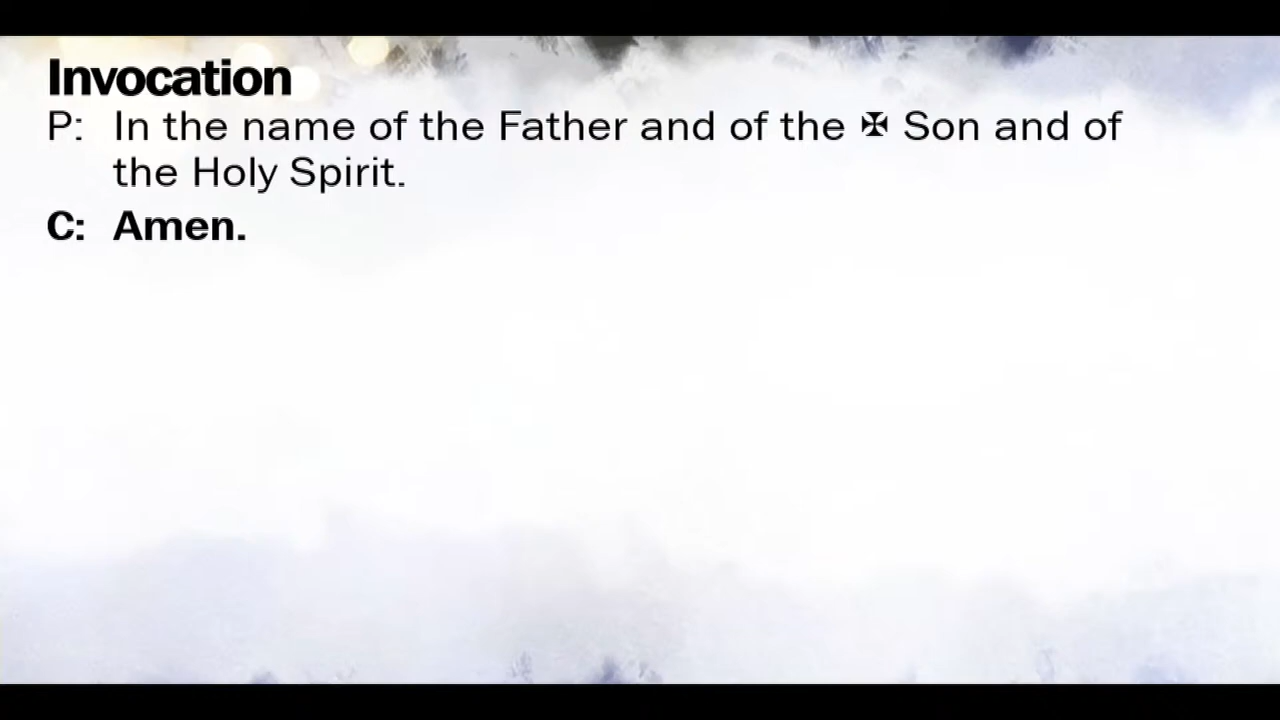 Invocation
P: In the name of the Father and of the ✠ Son and of
the Holy Spirit.
C: Amen.